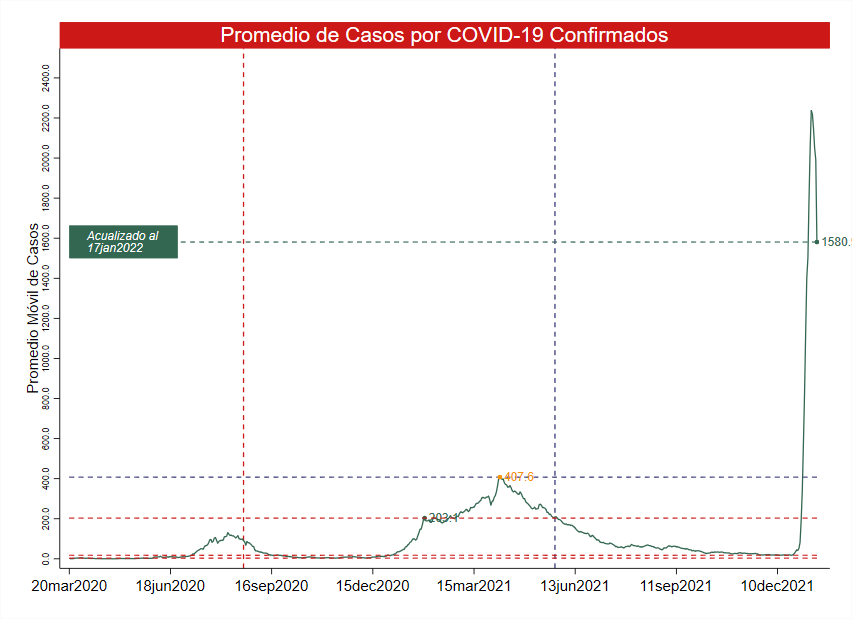 Promedio de Casos por COVID-19 Confirmados
Promedio Móvil de Casos
2400.0
2200.0
2000.0
1800.0
1600.0
1400.0
1200.0
1000.0
800.0
600.0
400.0
200.0
0.0
Acualizado al
17jan2022
1580.
407.6
203.1
20mar2020
18jun2020
16sep2020
15dec2020
15mar2021
13jun2021
11sep2021
10dec2021